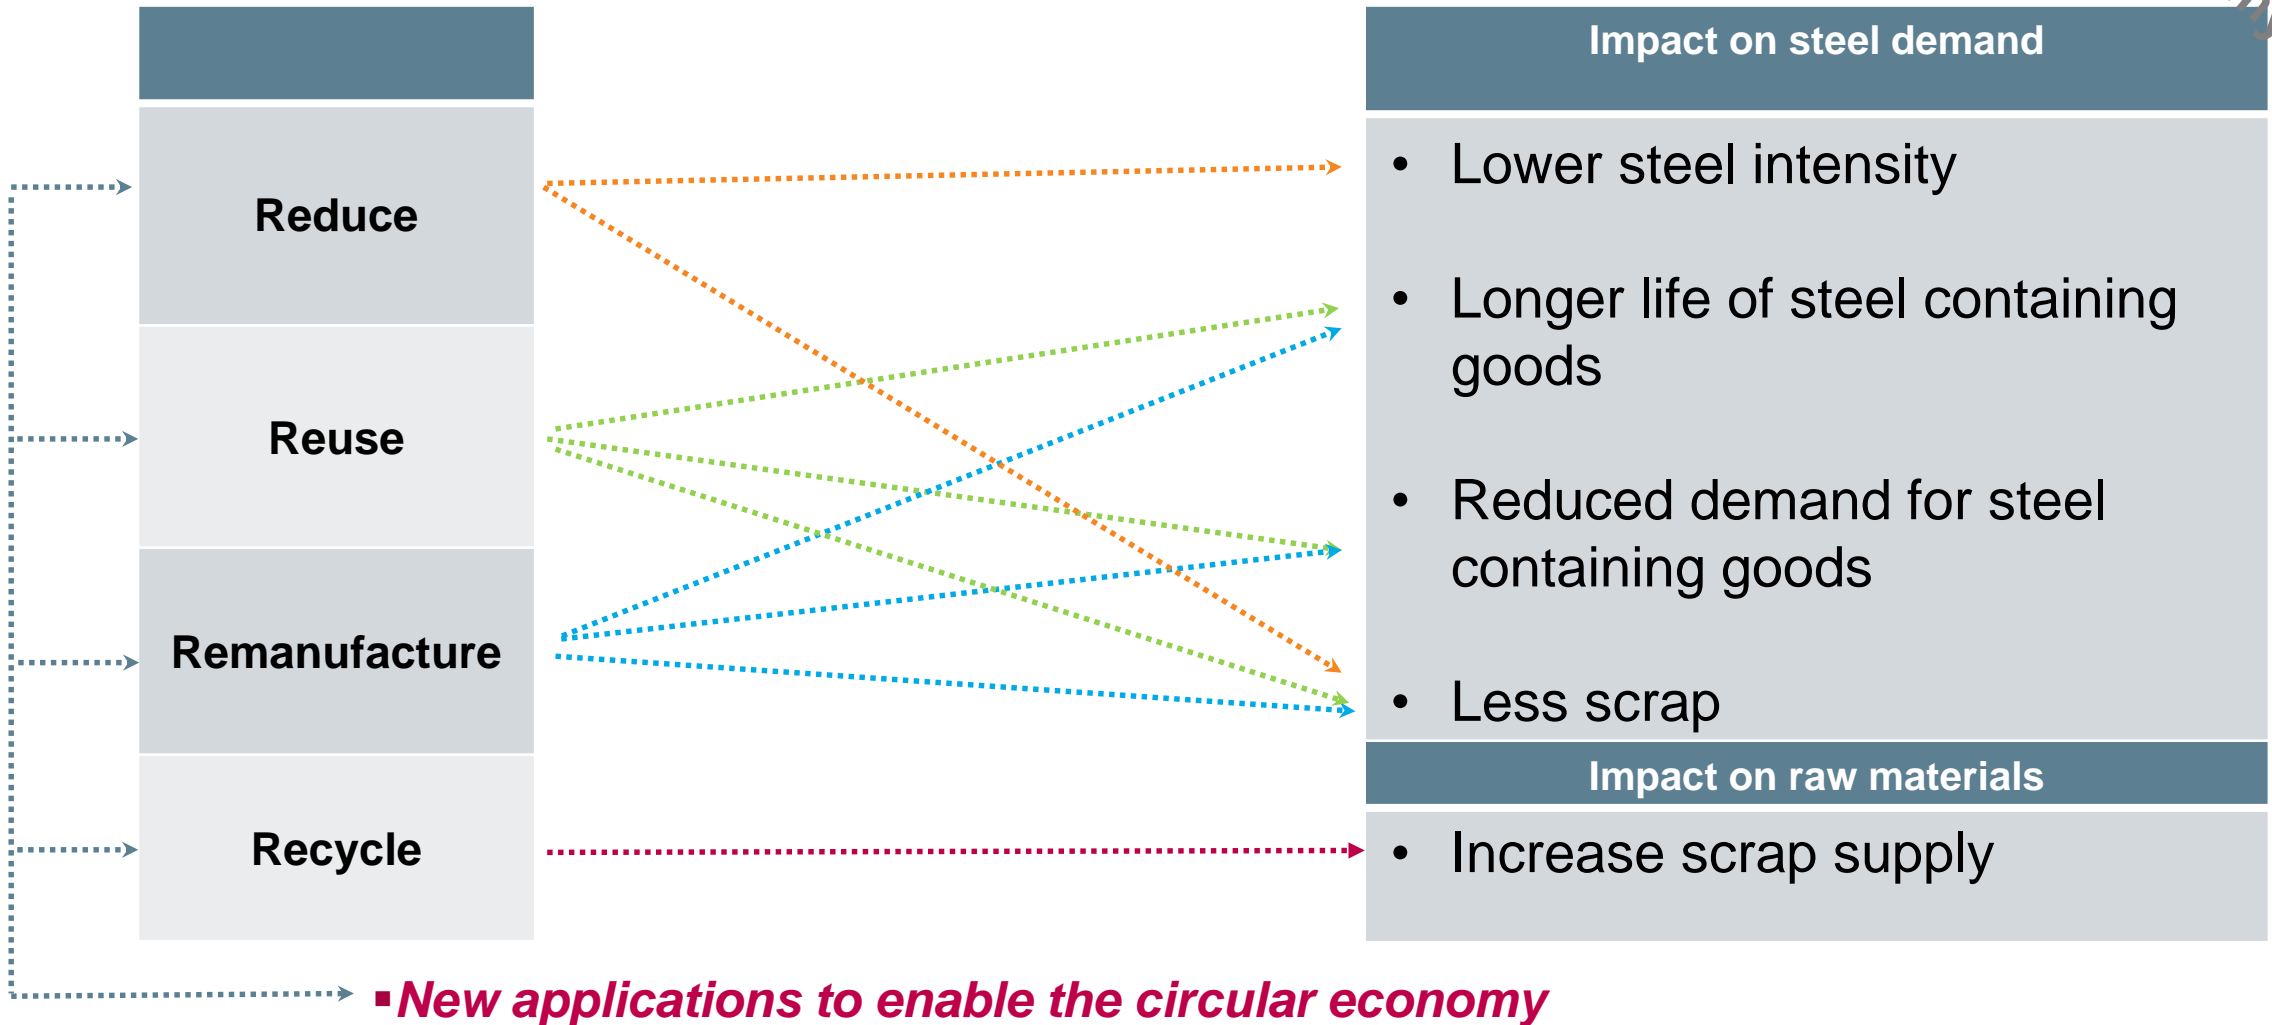 Impact on steel demand
Reduce
Reuse
Remanufacture
Recycle
• Lower steel intensity
• Longer life of steel containing
goods
• Reduced demand for steel
containing goods
• Less scrap
Impact on raw materials
• Increase scrap supply
▪New applications to enable the circular economy